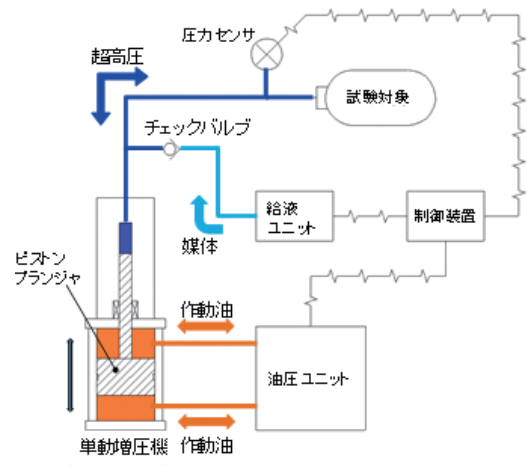 圧力センサ
超高圧
試験対象
チェックバルブ
給液
ユニット
制御装置
媒体
ピストン
プランジャ
作動油
油圧ユニット
単動増圧機
作動油